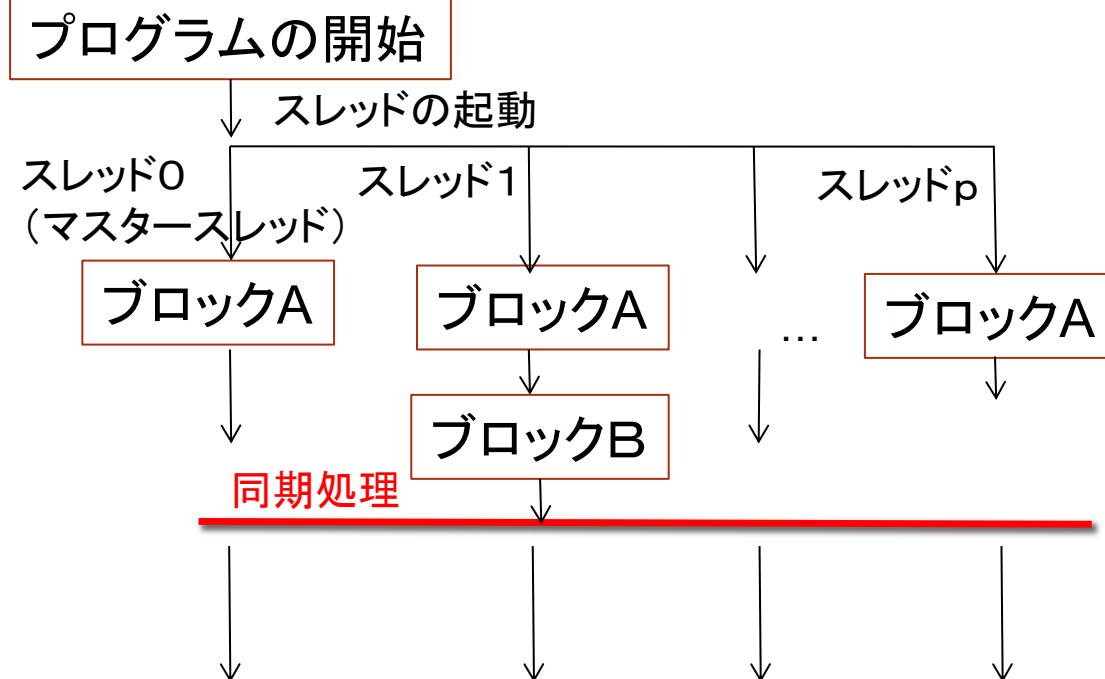 プログラムの開始
スレッドの起動
スレッド０
（マスタースレッド）
スレッド１
スレッドｐ
ブロックA
ブロックA
…
ブロックA
ブロックＢ
同期処理